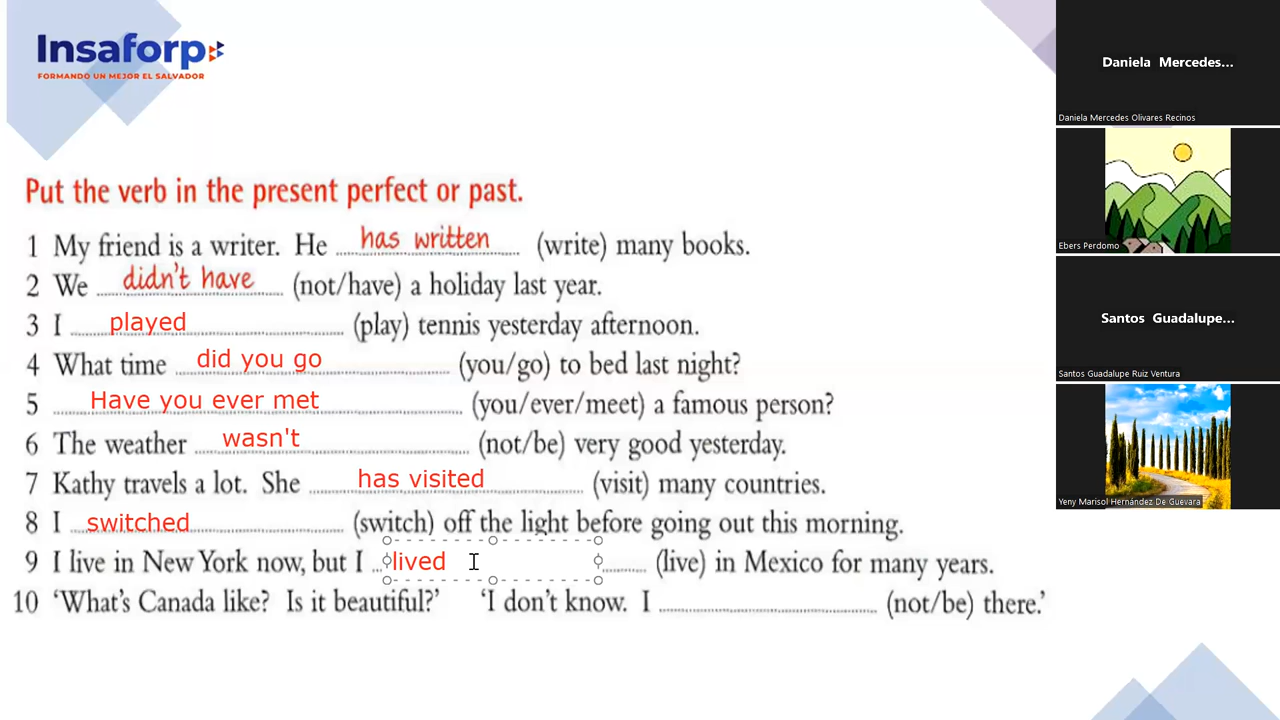 Insaforp
FORMANDO UN MEJOR EL SALVADOR
Put the verb in the present perfect or past.
1 My friend is a writer. He has written (write) many books.
2 We didn't have (not/have) a holiday last year.
3 I played (play) tennis yesterday afternoon.
4 What time did you go (you/go) to bed last night?
5 Have you ever met (you/ever/meet) a famous person?
6 The weather wasn't (not/be) very good yesterday.
7 Kathy travels a lot. She has visited (visit) many countries.
8 I switched (switch) off the light before going out this morning.
9 I live in New York now, but I lived (live) in Mexico for many years.
10 ‘What's Canada like? Is it beautiful?’ ‘I don't know. I (not/be) there.’
Daniela Mercedes...
Daniela Mercedes Olivares Recinos
Ebers Perdomo
Santos Guadalupe...
Santos Guadalupe Ruiz Ventura
Yeny Marisol Hernández De Guevara